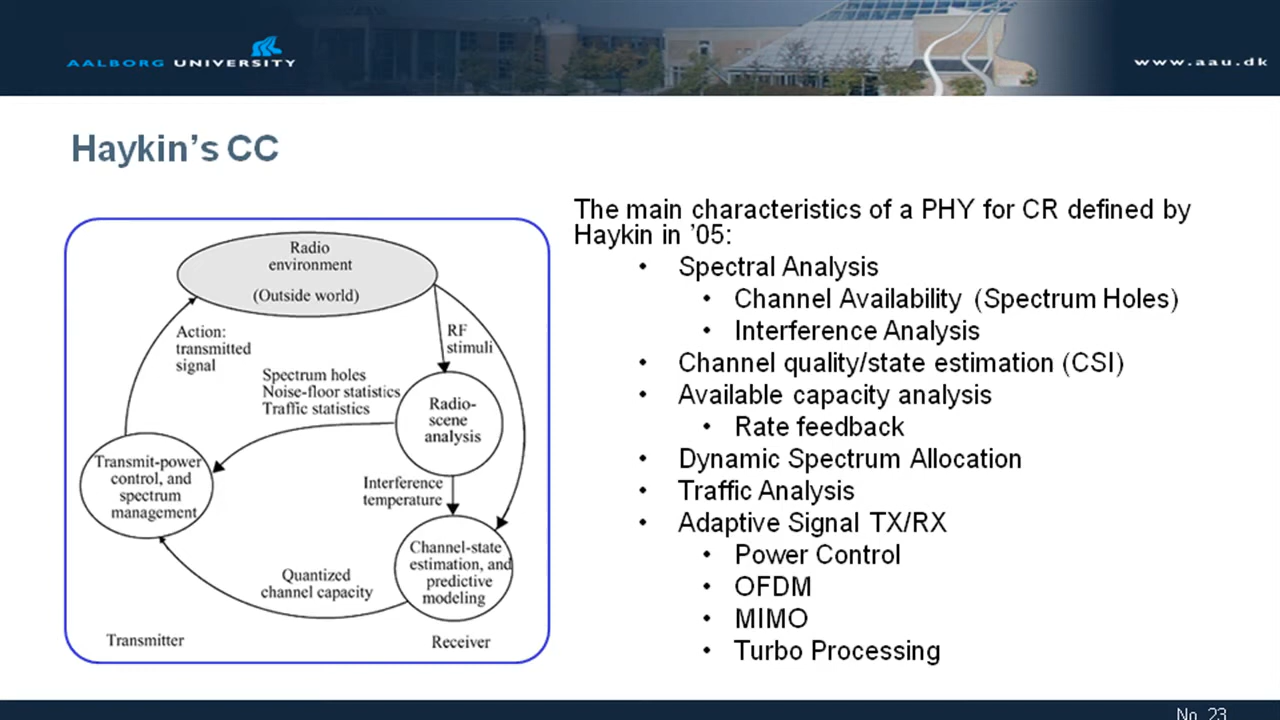 AALBORG UNIVERSITY
www.aau.dk
Haykin's CC
Radio
environment
(Outside world)
Action:
transmitted
signal
RF
stimuli
Spectrum holes
Noise-floor statistics
Traffic statistics
Radio-
scene
analysis
Transmit-power
control, and
spectrum
management
Interference
temperature
Channel-state
estimation, and
predictive
modeling
Quantized
channel capacity
Transmitter
Receiver
The main characteristics of a PHY for CR defined by
Haykin in '05:
• Spectral Analysis
• Channel Availability (Spectrum Holes)
• Interference Analysis
• Channel quality/state estimation (CSI)
• Available capacity analysis
• Rate feedback
• Dynamic Spectrum Allocation
• Traffic Analysis
• Adaptive Signal TX/RX
• Power Control
• OFDM
• MIMO
• Turbo Processing
No. 23